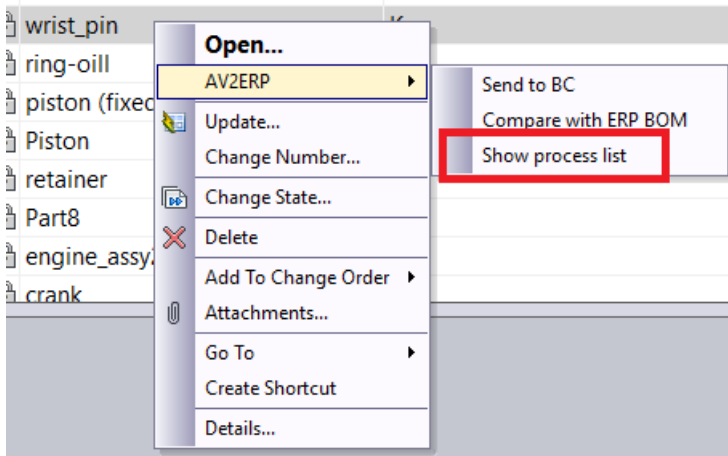 wrist_pin
ring-oill
piston (fixed
Piston
retainer
Part8
engine_assy
crank
Open...
AV2ERP
Update...
Change Number...
Change State...
Delete
Add To Change Order
Attachments...
Go To
Create Shortcut
Details...
Send to BC
Compare with ERP BOM
Show process list